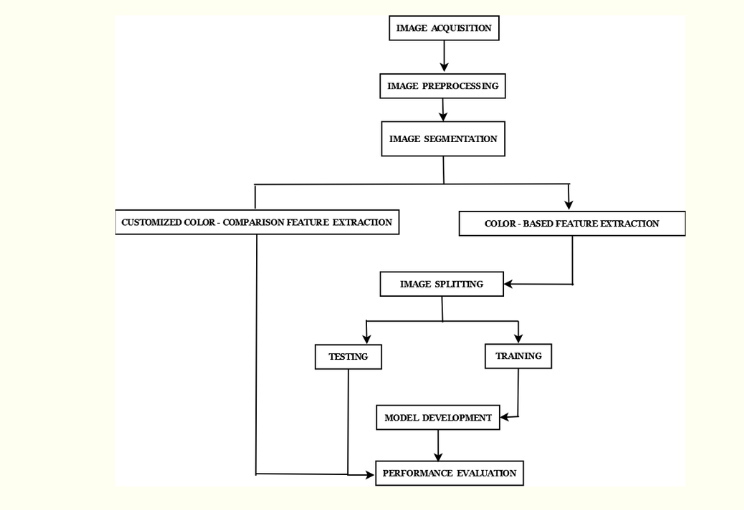 IMAGE ACQUISITION
IMAGE PREPROCESSING
IMAGE SEGMENTATION
CUSTOMIZED COLOR - COMPARISON FEATURE EXTRACTION
COLOR - BASED FEATURE EXTRACTION
IMAGE SPLITTING
TESTING
TRAINING
MODEL DEVELOPMENT
PERFORMANCE EVALUATION